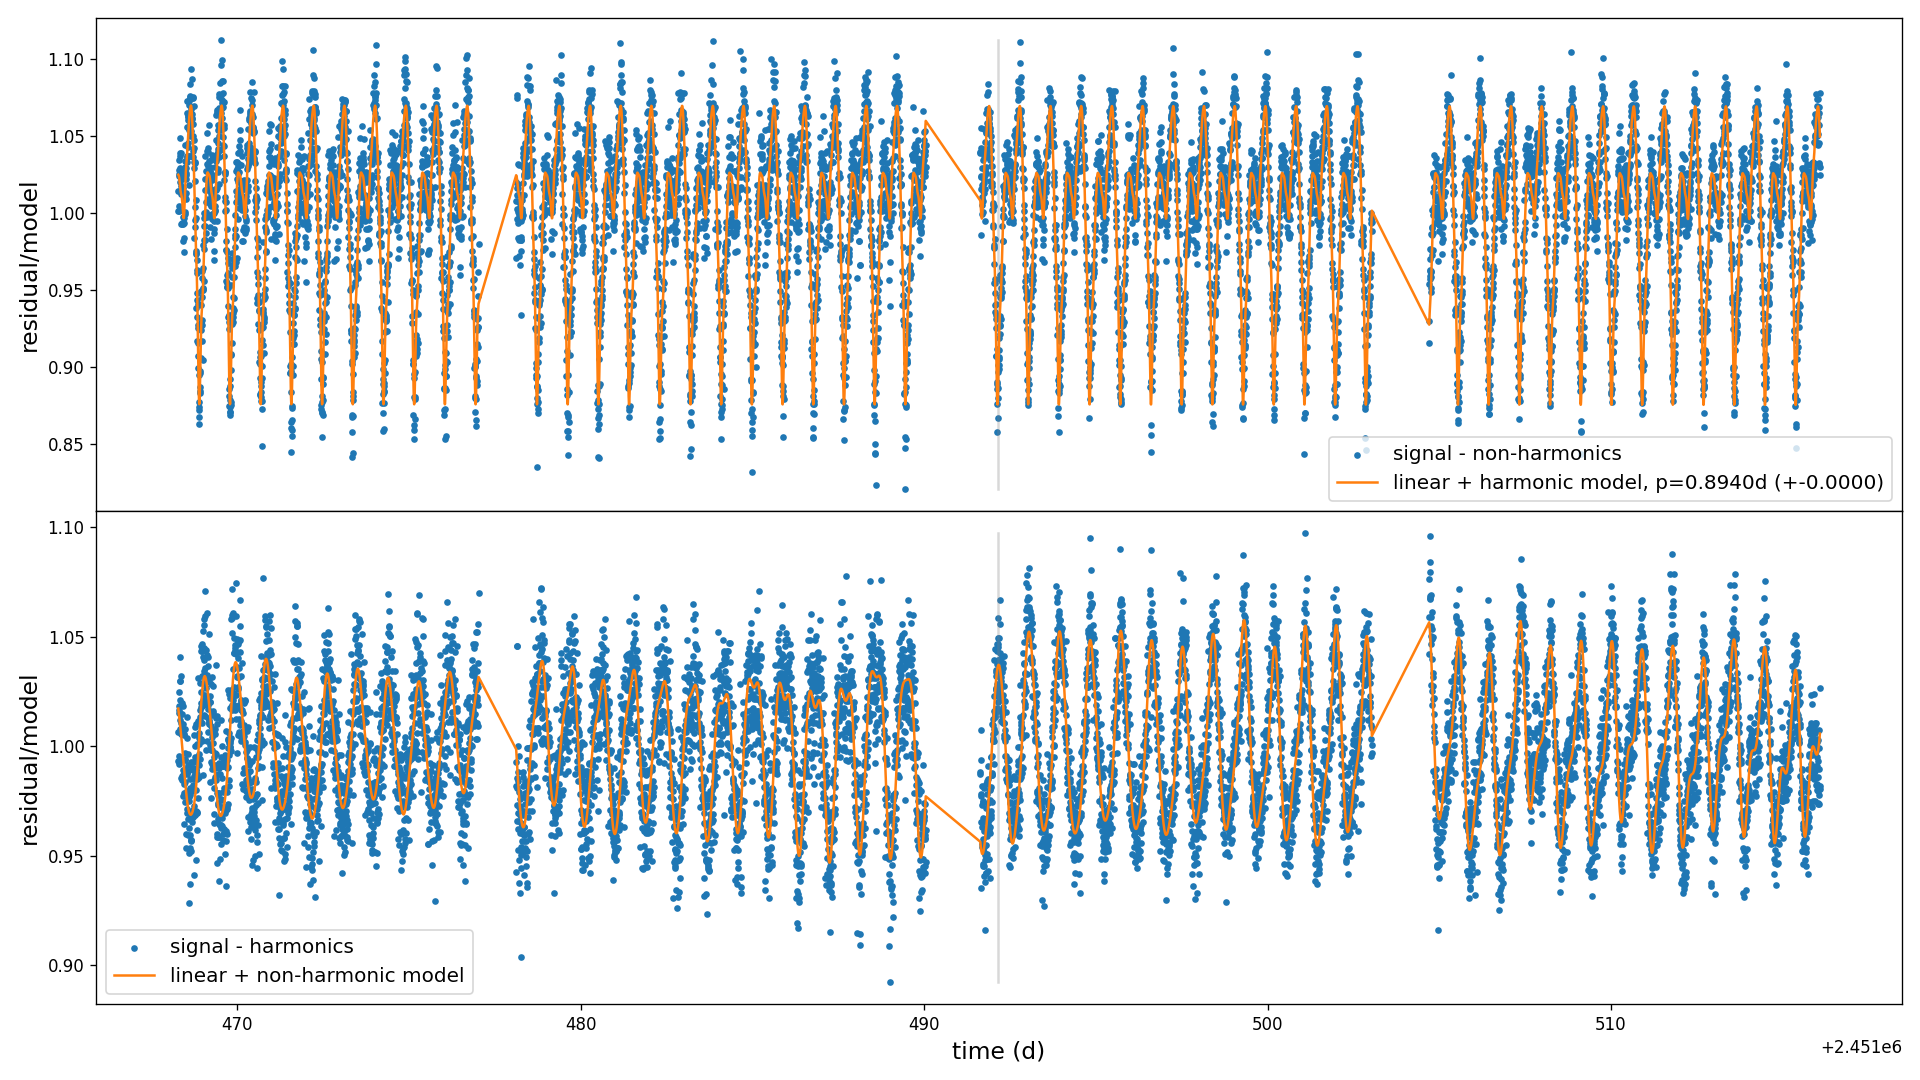 1.10
1.05
1.00
0.95
0.90
0.85
residual/model
signal - non-harmonics
linear + harmonic model, p=0.8940d (+-0.0000)
1.10
1.05
1.00
0.95
0.90
residual/model
signal - harmonics
linear + non-harmonic model
470
480
490
500
510
time (d)
+2.451e6